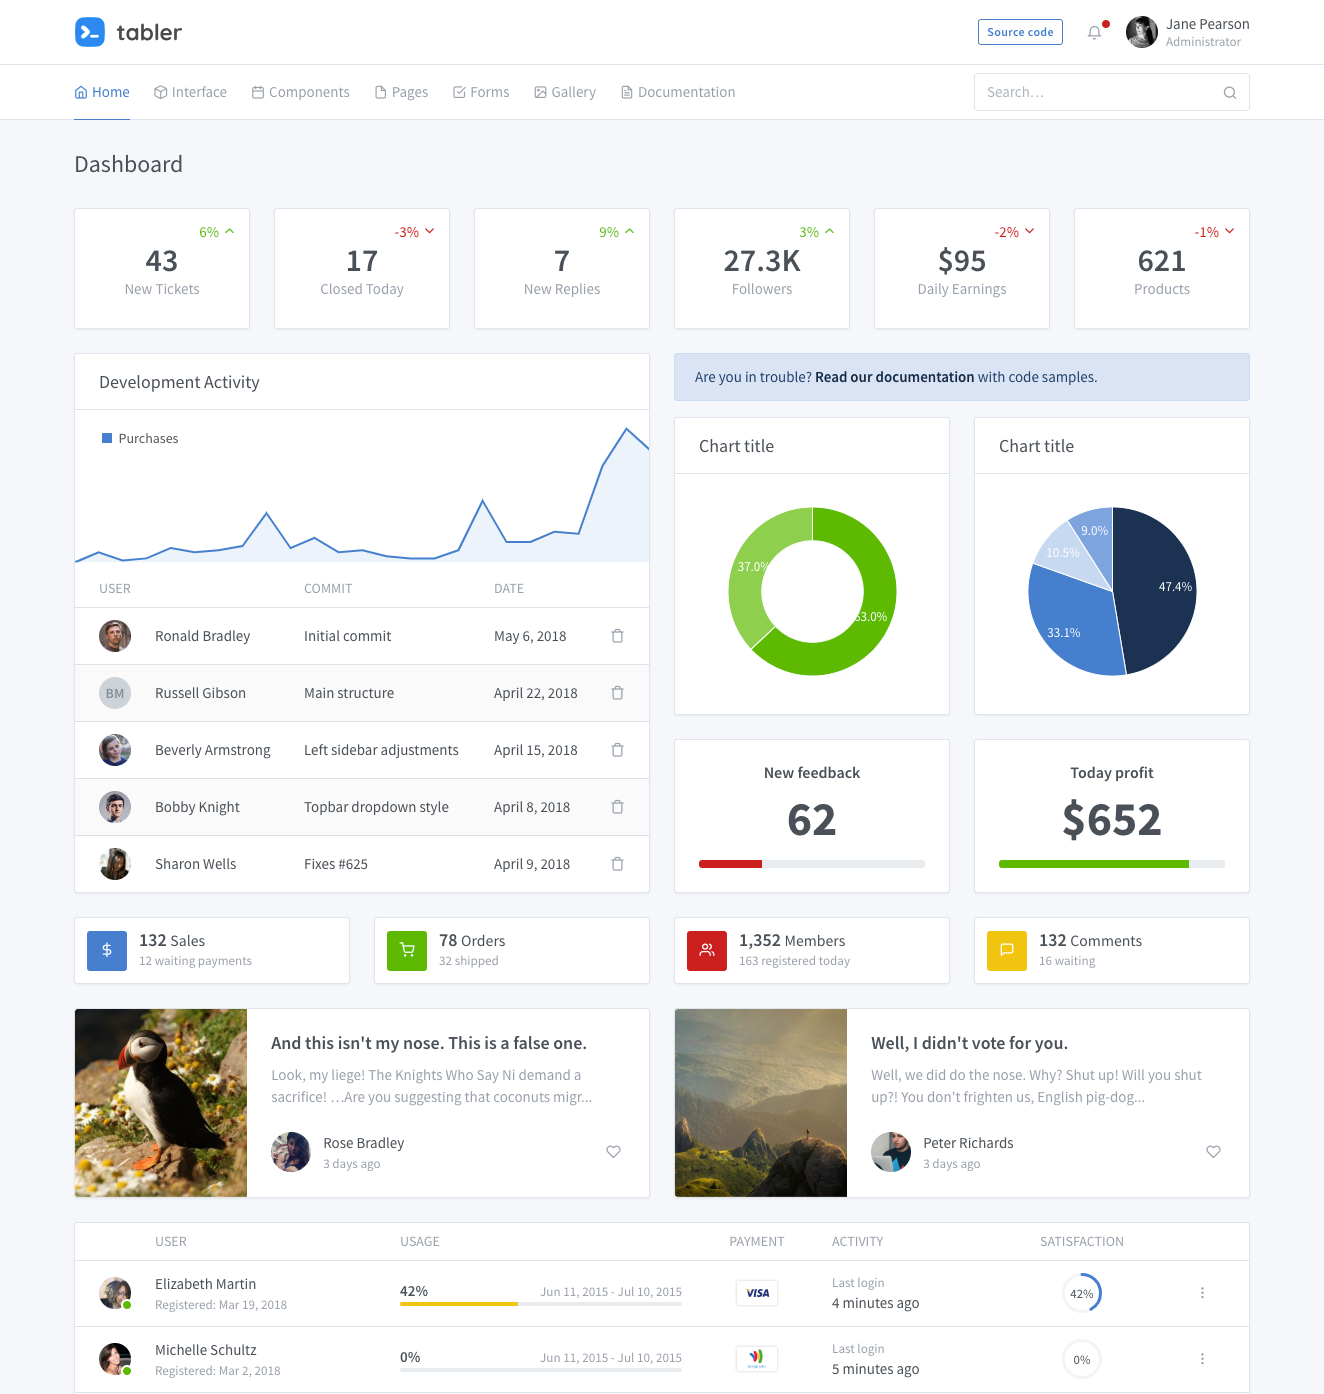 tabler
Source code
Jane Pearson
Administrator
Home
Interface
Components
Pages
Forms
Gallery
Documentation
Search...
Dashboard
6%
43
New Tickets
-3%
17
Closed Today
9%
7
New Replies
3%
27.3K
Followers
-2%
$95
Daily Earnings
-1%
621
Products
Development Activity
Purchases
USER COMMIT DATE
Ronald Bradley Initial commit May 6, 2018
BM Russell Gibson Main structure April 22, 2018
Beverly Armstrong Left sidebar adjustments April 15, 2018
Bobby Knight Topbar dropdown style April 8, 2018
Sharon Wells Fixes #625 April 9, 2018
Are you in trouble? Read our documentation with code samples.
Chart title
37.0%
63.0%
Chart title
9.0%
10.5%
47.4%
33.1%
New feedback
62
Today profit
$652
132 Sales
12 waiting payments
78 Orders
32 shipped
1,352 Members
163 registered today
132 Comments
16 waiting
And this isn't my nose. This is a false one.
Look, my liege! The Knights Who Say Ni demand a
sacrifice! …Are you suggesting that coconuts migr...
Rose Bradley
3 days ago
Well, I didn't vote for you.
Well, we did do the nose. Why? Shut up! Will you shut
up?! You don't frighten us, English pig-dog...
Peter Richards
3 days ago
USER USAGE PAYMENT ACTIVITY SATISFACTION
Elizabeth Martin
Registered: Mar 19, 2018
42% Jun 11, 2015 - Jul 10, 2015
VISA
Last login
4 minutes ago
42%
Michelle Schultz
Registered: Mar 2, 2018
0% Jun 11, 2015 - Jul 10, 2015
Last login
5 minutes ago
0%